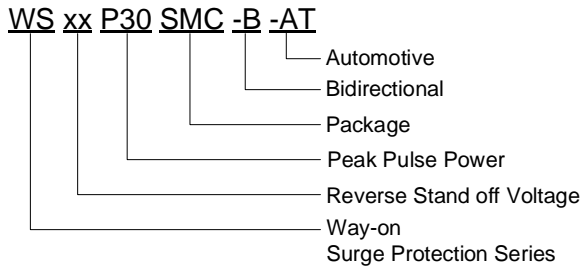 WS xx P30 SMC -B -AT
Automotive
Bidirectional
Package
Peak Pulse Power
Reverse Stand off Voltage
Way-on
Surge Protection Series